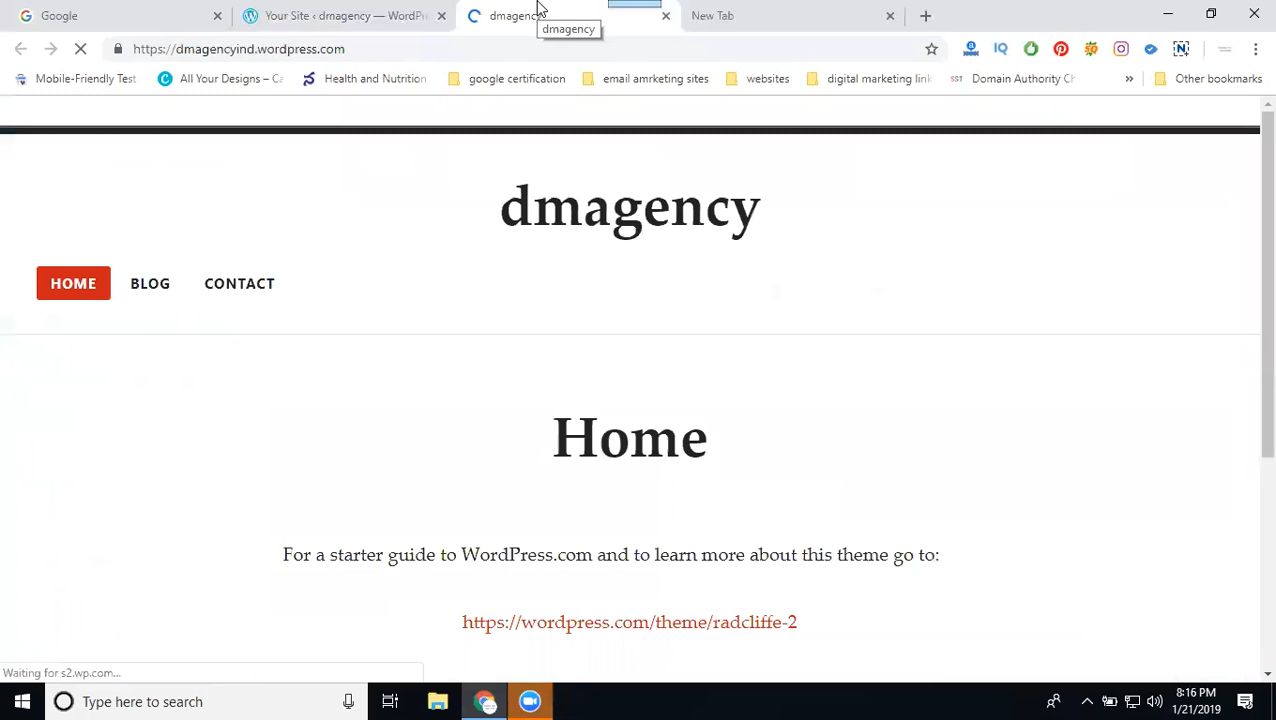 Google
Your Site ‹ dmagency — WordPr
dmagency
New Tab
dmagency
https://dmagencyind.wordpress.com
Mobile-Friendly Test
All Your Designs – Ca
Health and Nutrition
google certification
email amrketing sites
websites
digital marketing link
SST
Domain Authority Ch
»
Other bookmarks
dmagency
HOME
BLOG
CONTACT
Home
For a starter guide to WordPress.com and to learn more about this theme go to:
https://wordpress.com/theme/radcliffe-2
Waiting for s2.wp.com...
Type here to search
8:16 PM
1/21/2019